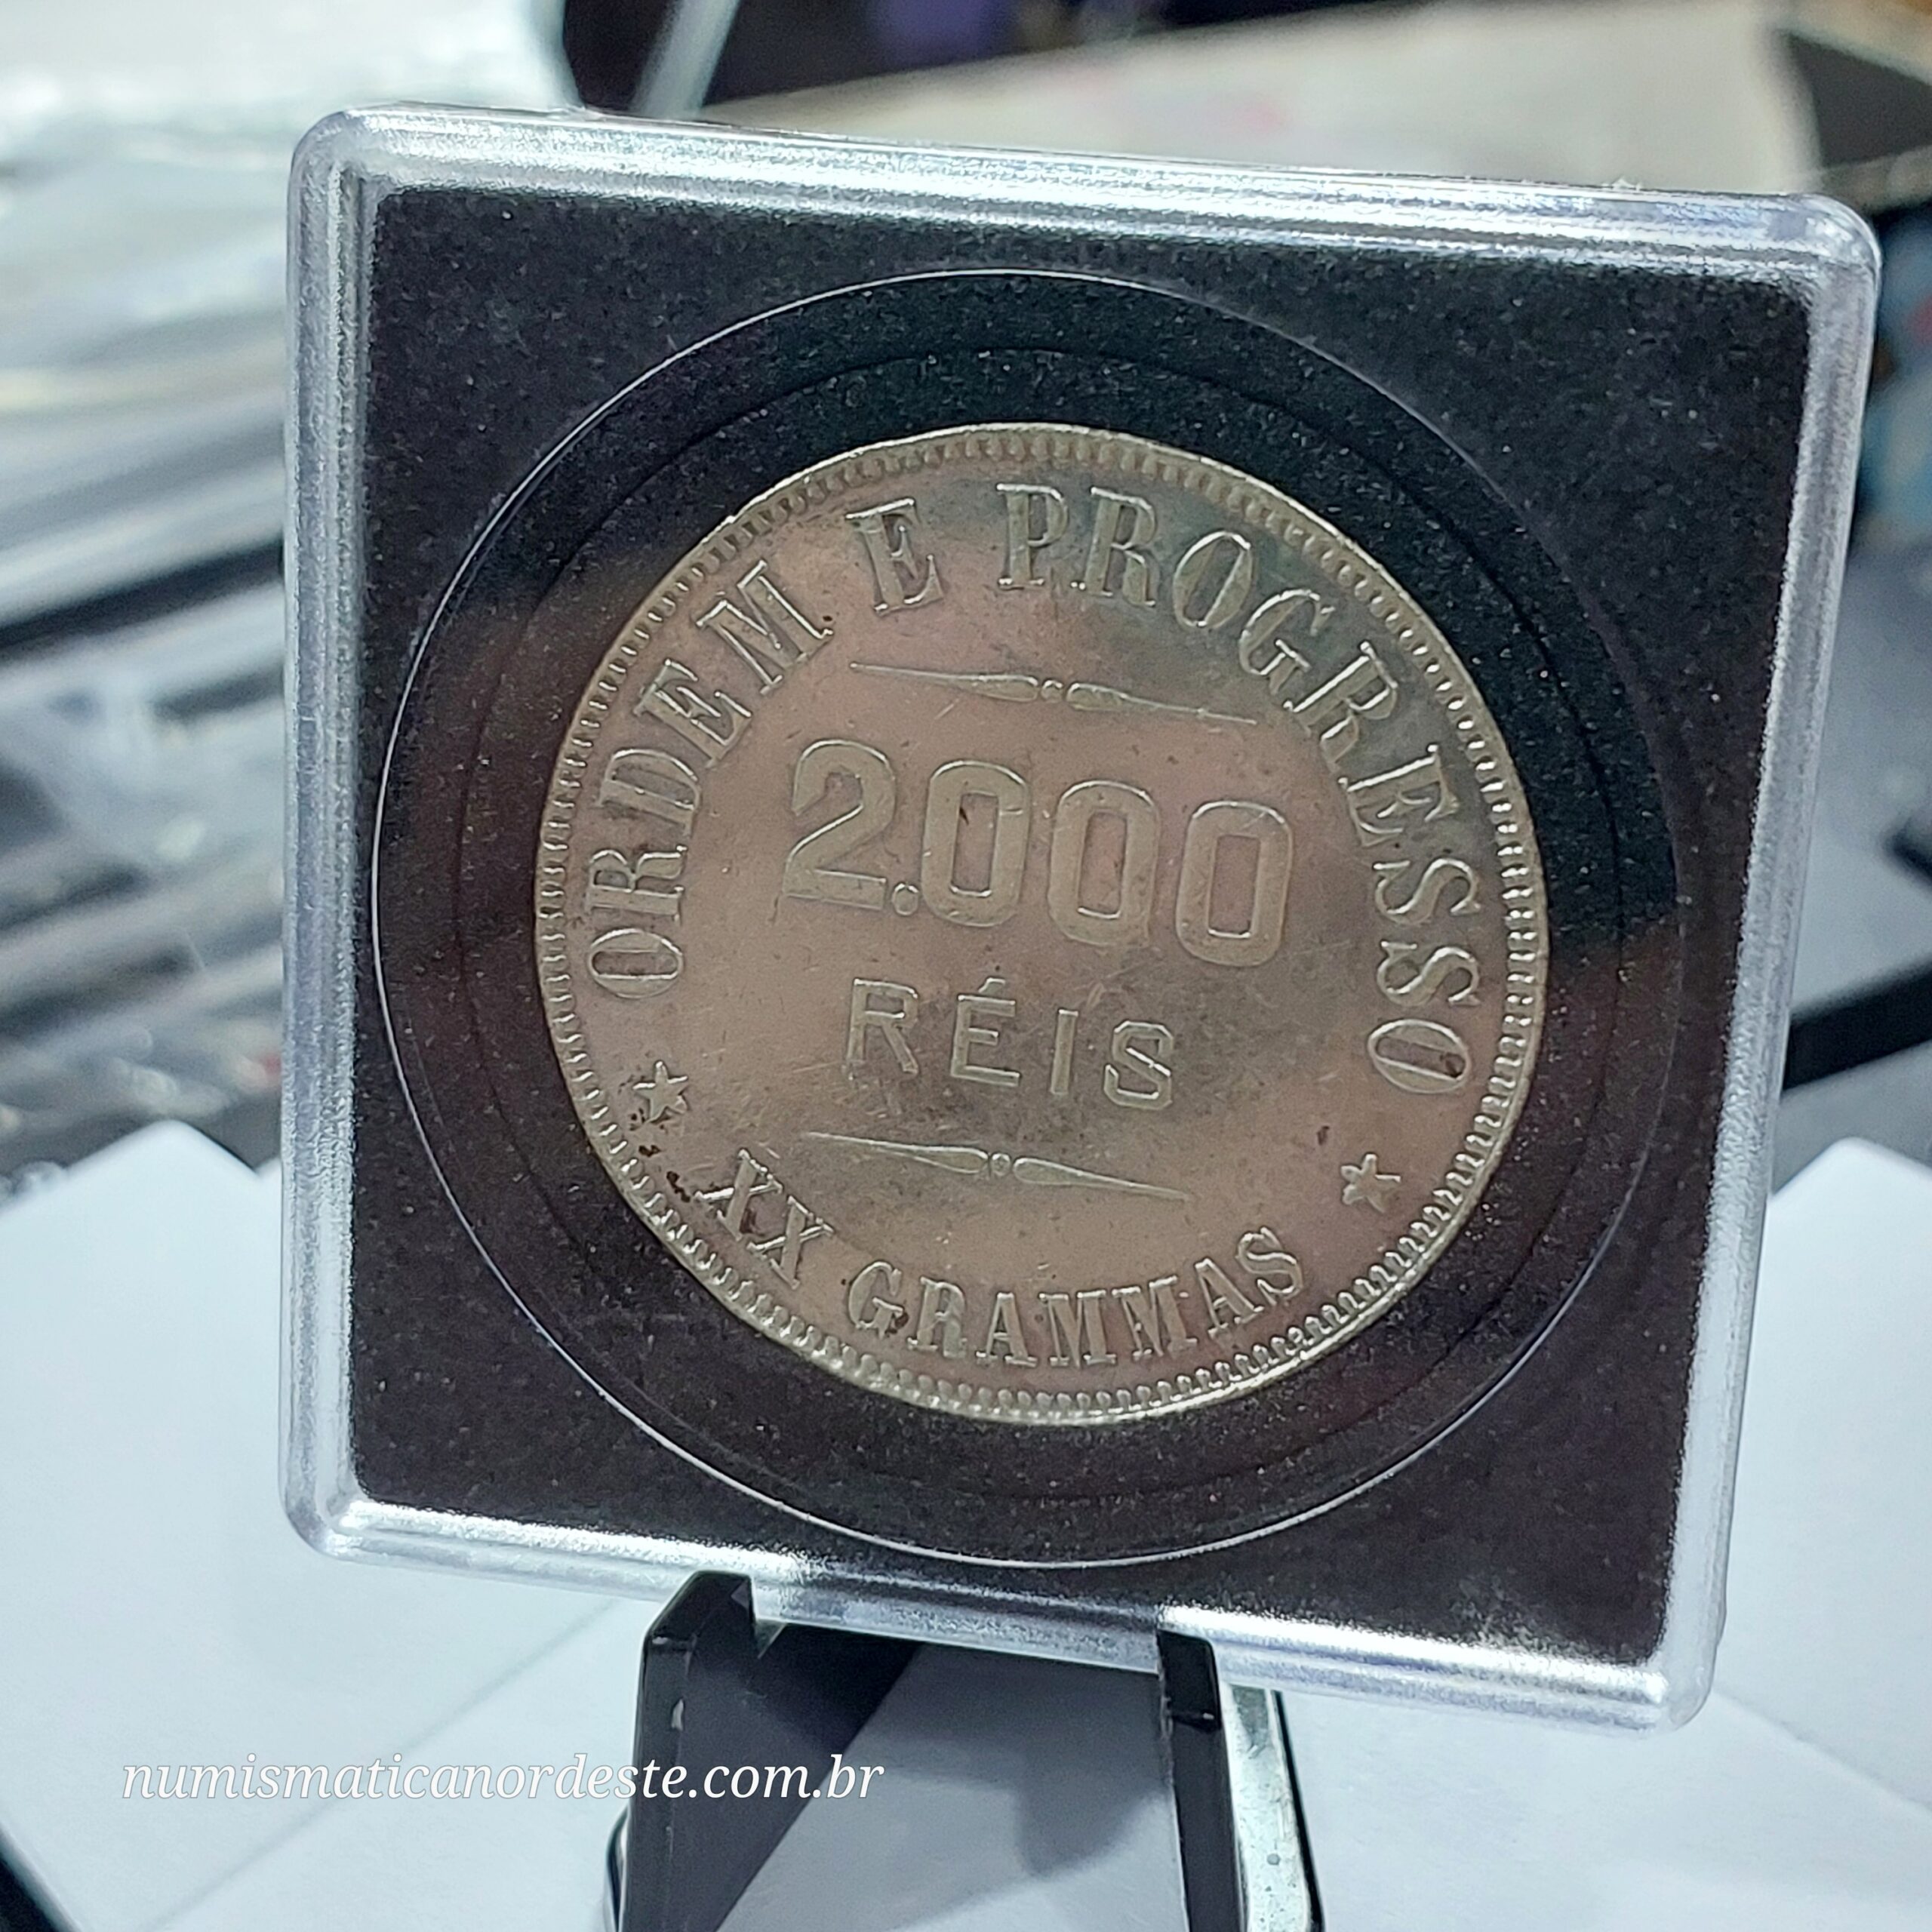 ORDEM E PROGRESSO
2.000
RÉIS
XX GRAMMAS
numismaticanordeste.com.br